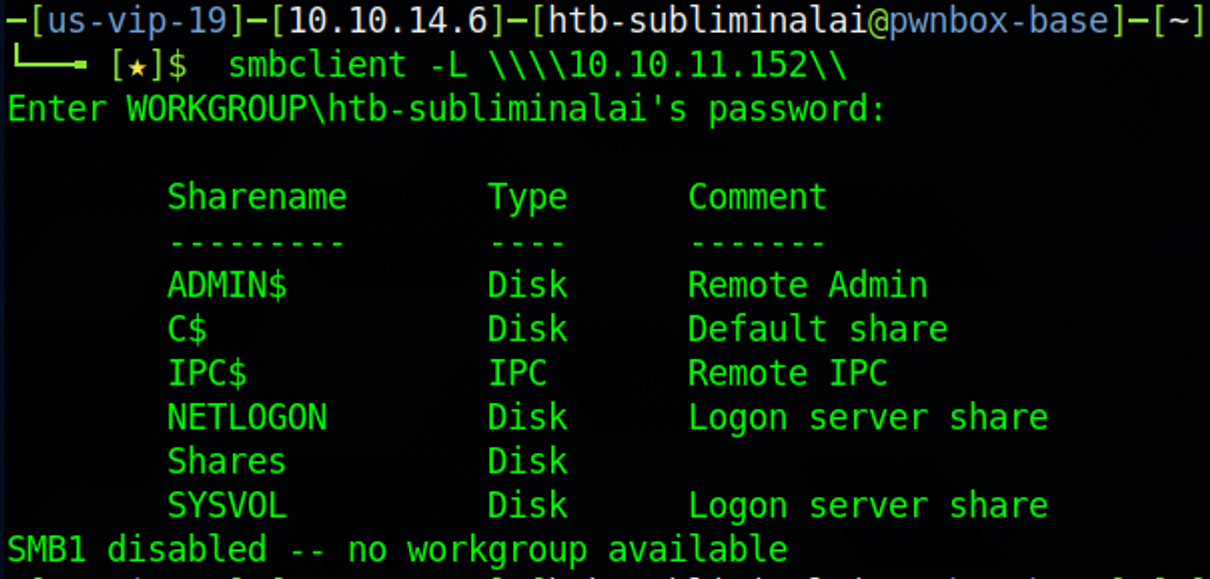 ─[us-vip-19]─[10.10.14.6]─[htb-subliminalai@pwnbox-base]─[~]
└──╼ [★]$  smbclient -L \\\\10.10.11.152\\
Enter WORKGROUP\htb-subliminalai's password:
Sharename       Type      Comment
---------       ----      -------
ADMIN$          Disk      Remote Admin
C$              Disk      Default share
IPC$            IPC       Remote IPC
NETLOGON        Disk      Logon server share
Shares          Disk
SYSVOL          Disk      Logon server share
SMB1 disabled -- no workgroup available